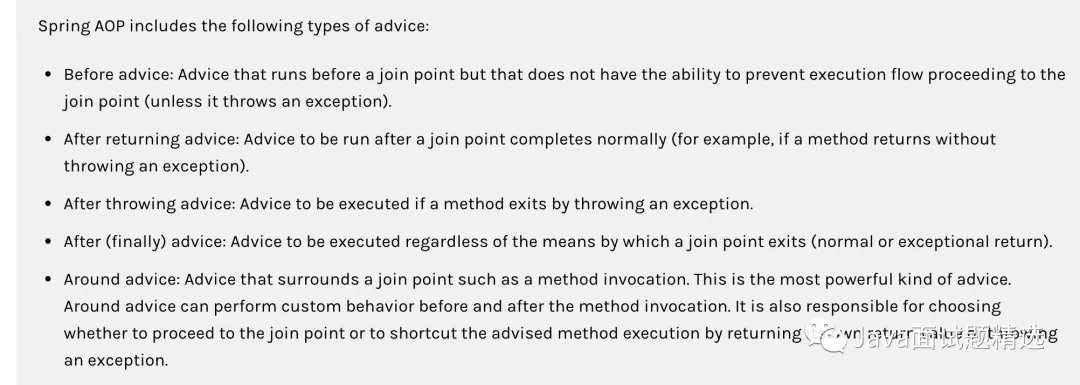 Spring AOP includes the following types of advice:
• Before advice: Advice that runs before a join point but that does not have the ability to prevent execution flow proceeding to the
join point (unless it throws an exception).
• After returning advice: Advice to be run after a join point completes normally (for example, if a method returns without
throwing an exception).
• After throwing advice: Advice to be executed if a method exits by throwing an exception.
• After (finally) advice: Advice to be executed regardless of the means by which a join point exits (normal or exceptional return).
• Around advice: Advice that surrounds a join point such as a method invocation. This is the most powerful kind of advice.
Around advice can perform custom behavior before and after the method invocation. It is also responsible for choosing
whether to proceed to the join point or to shortcut the advised method execution by returning
an exception.
Java面试题精选